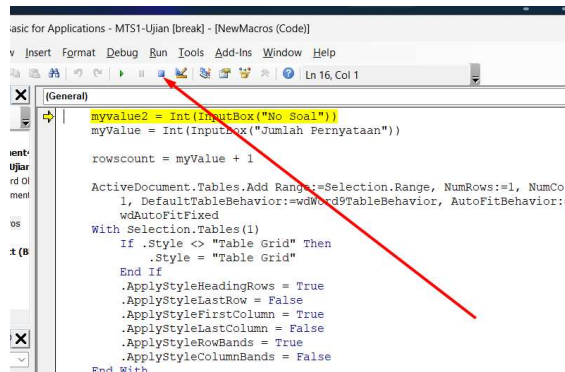 asic for Applications - MTS1-Ujian [break] - [NewMacros (Code)]
Insert Format Debug Run Tools Add-Ins Window Help
Ln 16, Col 1
(General)
myvalue2 = Int(InputBox("No Soal"))
myValue = Int(InputBox("Jumlah Pernyataan"))
rowscount = myValue + 1
ActiveDocument.Tables.Add Range:=Selection.Range, NumRows:=1, NumCo
1, DefaultTableBehavior:=wdWord9TableBehavior, AutoFitBehavior:=
wdAutoFitFixed
With Selection.Tables(1)
If .Style <> "Table Grid" Then
.Style = "Table Grid"
End If
.ApplyStyleHeadingRows = True
.ApplyStyleLastRow = False
.ApplyStyleFirstColumn = True
.ApplyStyleLastColumn = False
.ApplyStyleRowBands = True
.ApplyStyleColumnBands = False
End With